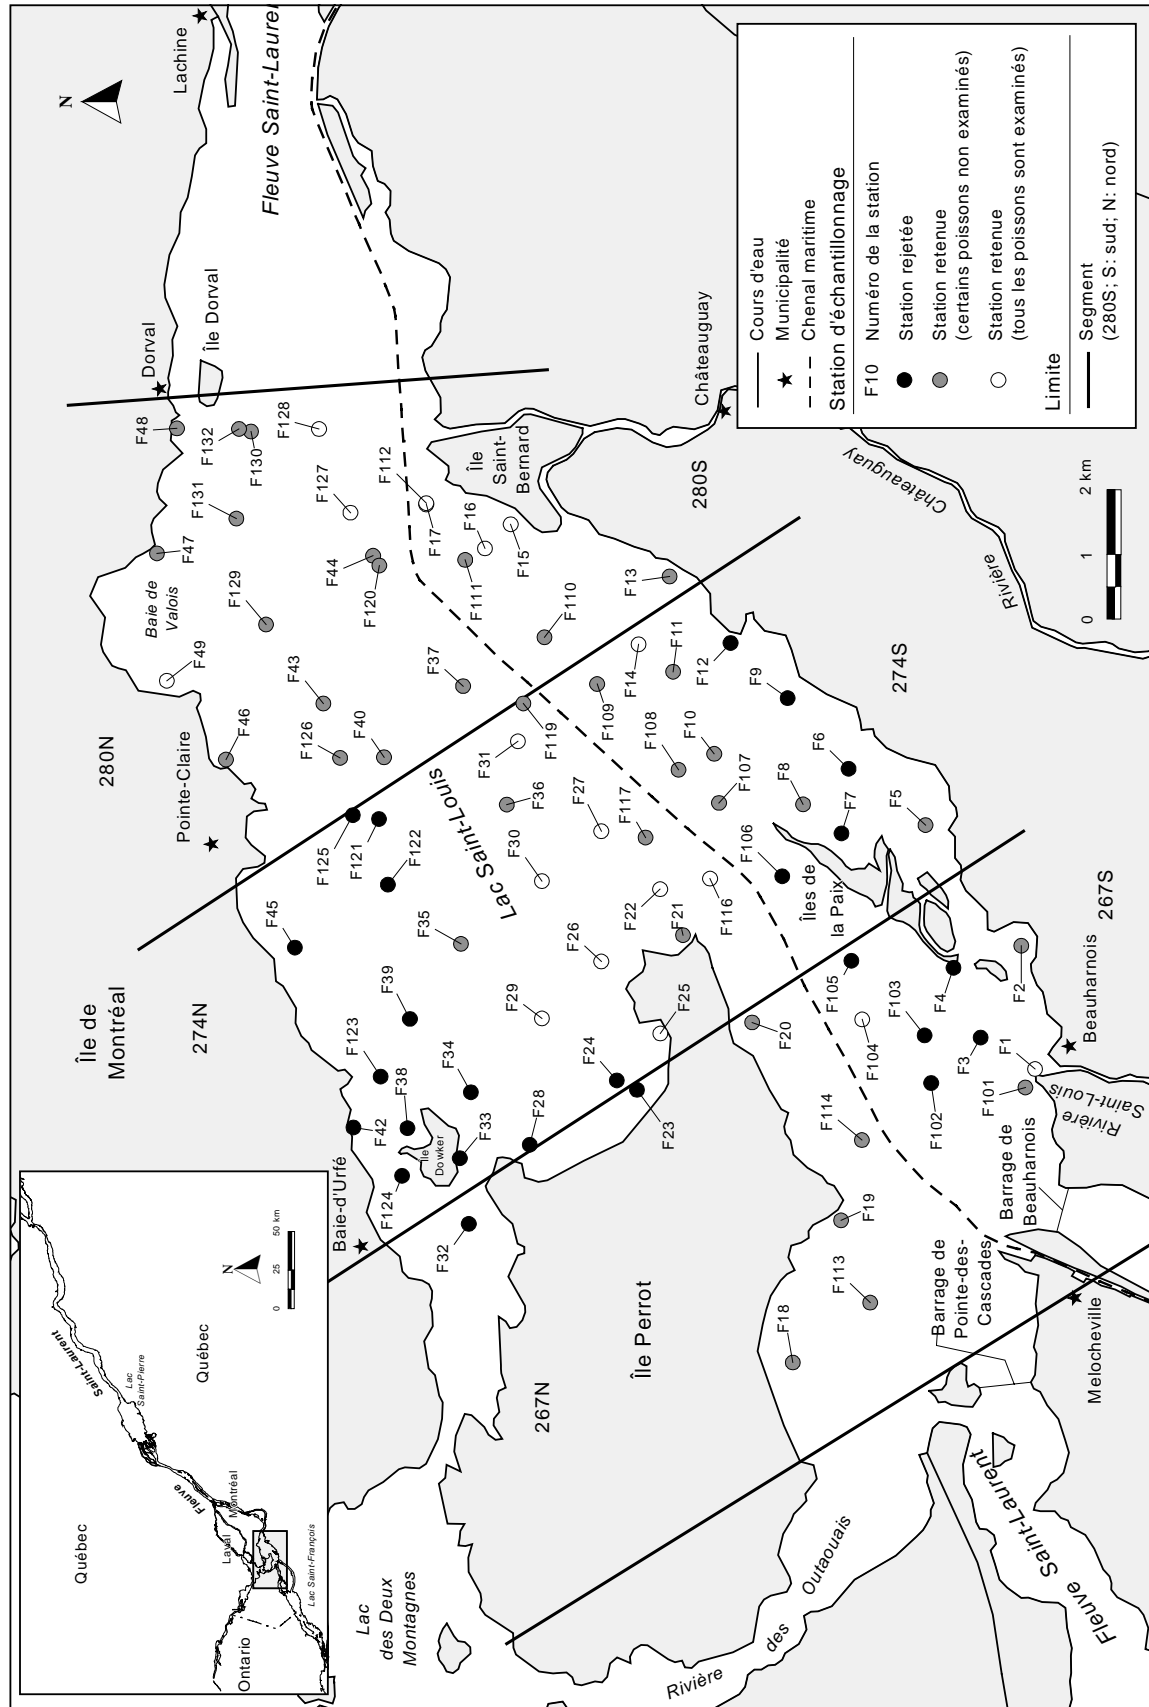 Québec
Ontario
Laval
Montréal
Fleuve
Saint-Laurent
Lac
Saint-Pierre
Québec
Lac Saint-François
N
0
25
50 km
N
Île de
Montréal
Pointe-Claire
Baie-d'Urfé
Dorval
Lachine
Île Dorval
Baie de
Valois
Fleuve Saint-Lauren
Lac Saint-Louis
280N
274N
267N
280S
274S
267S
F48
F132
F130
F128
F131
F47
F127
F112
F17
F16
F15
F44
F120
F111
F129
F110
F13
F49
F43
F37
F14
F11
F12
F46
F126
F40
F119
F109
F9
F31
F108
F10
F125
F121
F36
F27
F117
F107
F8
F6
F122
F30
F7
F5
F45
F35
F26
F22
F21
F116
F106
F39
F29
F25
F20
F105
F103
F4
F2
F123
F38
F34
F24
F104
F3
F1
F42
F28
F23
F114
F102
F101
F124
F33
F32
F19
F113
F18
Île
Dowker
Île
Saint-
Bernard
Îles de
la Paix
Île Perrot
Châteauguay
Rivière
Châteauguay
Beauharnois
Rivière
Saint-Louis
Barrage de
Beauharnois
Barrage de
Pointe-des-
Cascades
Melocheville
Lac
des Deux
Montagnes
Rivière
des
Outaouais
Fleuve Saint-Laurent
0
1
2 km
Cours d'eau
Municipalité
Chenal maritime
Station d'échantillonnage
F10
Numéro de la station
Station rejetée
Station retenue
(certains poissons non examinés)
Station retenue
(tous les poissons sont examinés)
Limite
Segment
(280S; S: sud; N: nord)